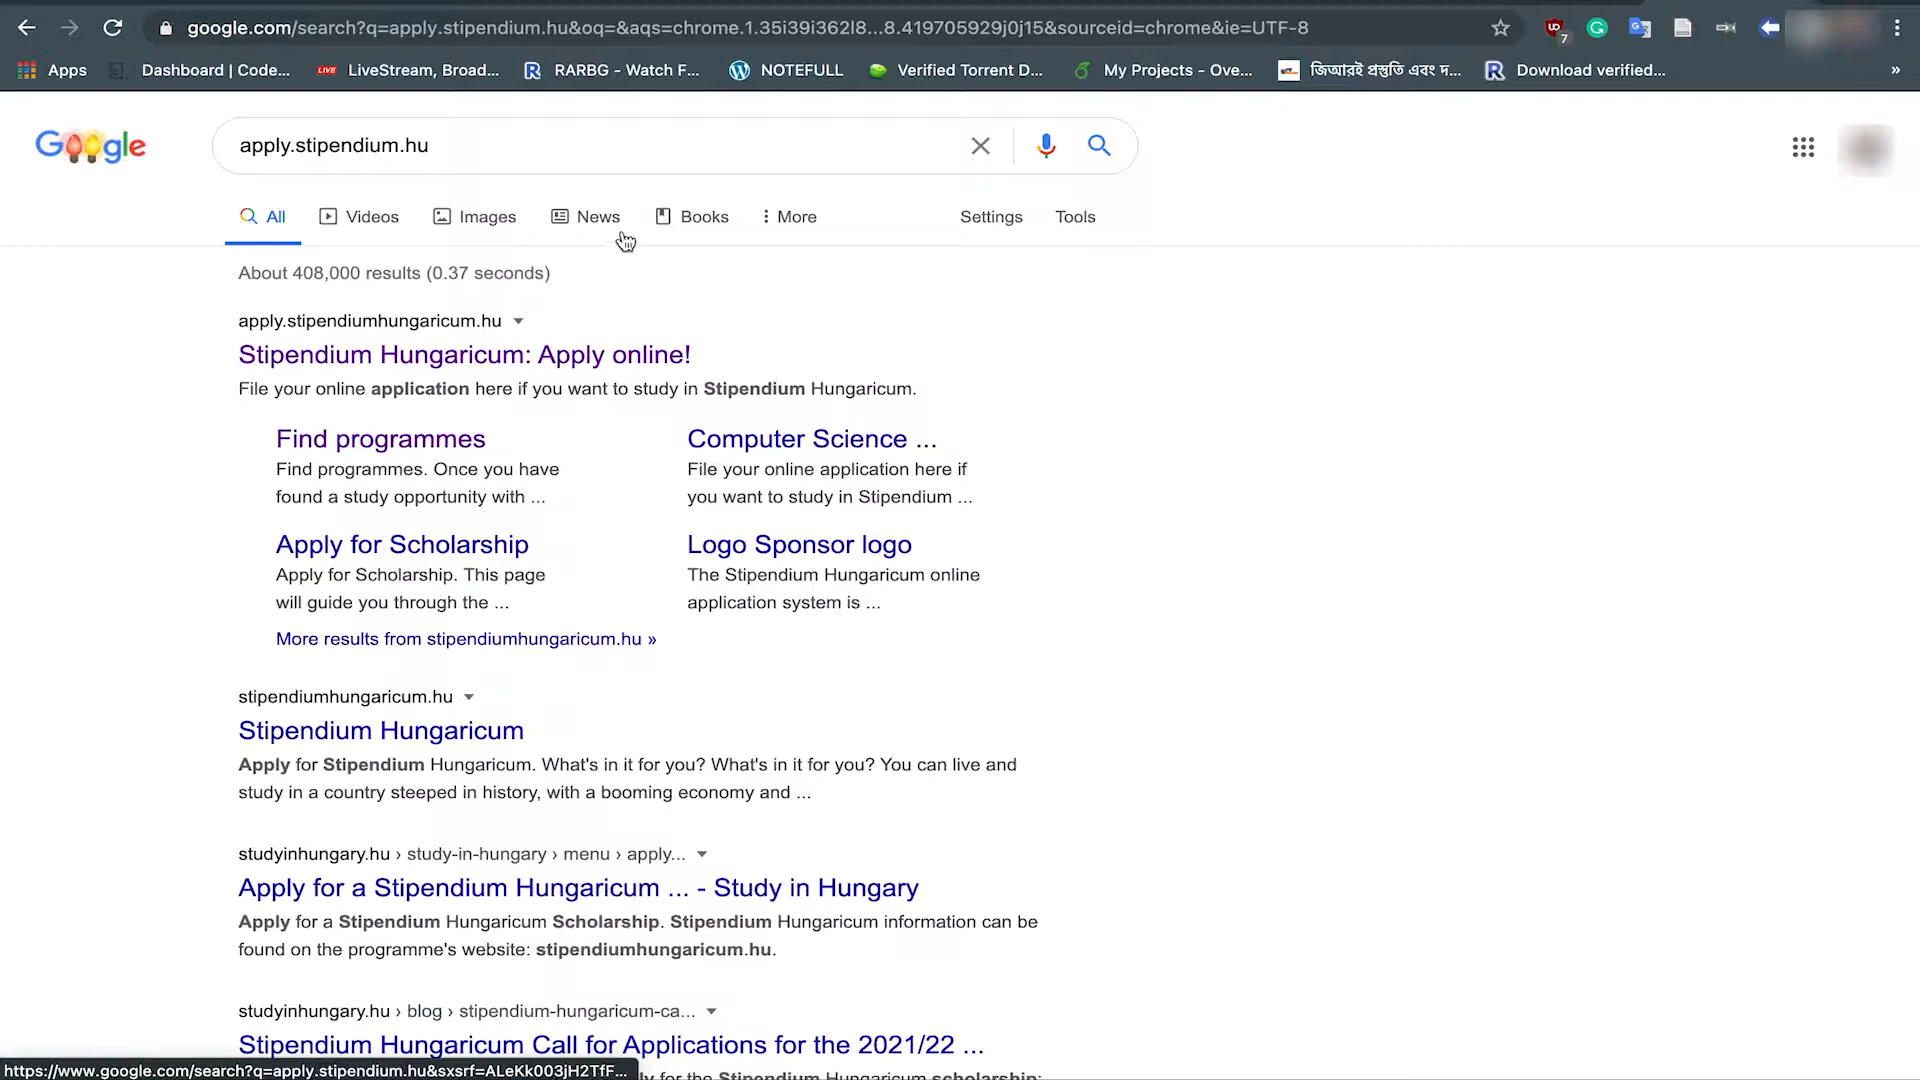 google.com/search?q=apply.stipendium.hu&oq=&aqs=chrome.1.35i39i362l8...8.419705929j0j15&sourceid=chrome&ie=UTF-8
7
Apps Dashboard | Code... LIVE LiveStream, Broad... RARBG - Watch F... NOTEFULL Verified Torrent D... My Projects - Ove... জিআরই প্রস্তুতি এবং দ... Download verified... »
Google apply.stipendium.hu
All Videos Images News Books More Settings Tools
About 408,000 results (0.37 seconds)
apply.stipendiumhungaricum.hu
Stipendium Hungaricum: Apply online!
File your online application here if you want to study in Stipendium Hungaricum.
Find programmes
Find programmes. Once you have
found a study opportunity with ...
Computer Science ...
File your online application here if
you want to study in Stipendium ...
Apply for Scholarship
Apply for Scholarship. This page
will guide you through the ...
Logo Sponsor logo
The Stipendium Hungaricum online
application system is ...
More results from stipendiumhungaricum.hu »
stipendiumhungaricum.hu
Stipendium Hungaricum
Apply for Stipendium Hungaricum. What's in it for you? What's in it for you? You can live and
study in a country steeped in history, with a booming economy and ...
studyinhungary.hu › study-in-hungary › menu › apply...
Apply for a Stipendium Hungaricum ... - Study in Hungary
Apply for a Stipendium Hungaricum Scholarship. Stipendium Hungaricum information can be
found on the programme's website: stipendiumhungaricum.hu.
studyinhungary.hu › blog › stipendium-hungaricum-ca...
Stipendium Hungaricum Call for Applications for the 2021/22 ...
for the Stipendium Hungaricum scholarship:
https://www.google.com/search?q=apply.stipendium.hu&sxsrf=ALeKk003jH2TfF...